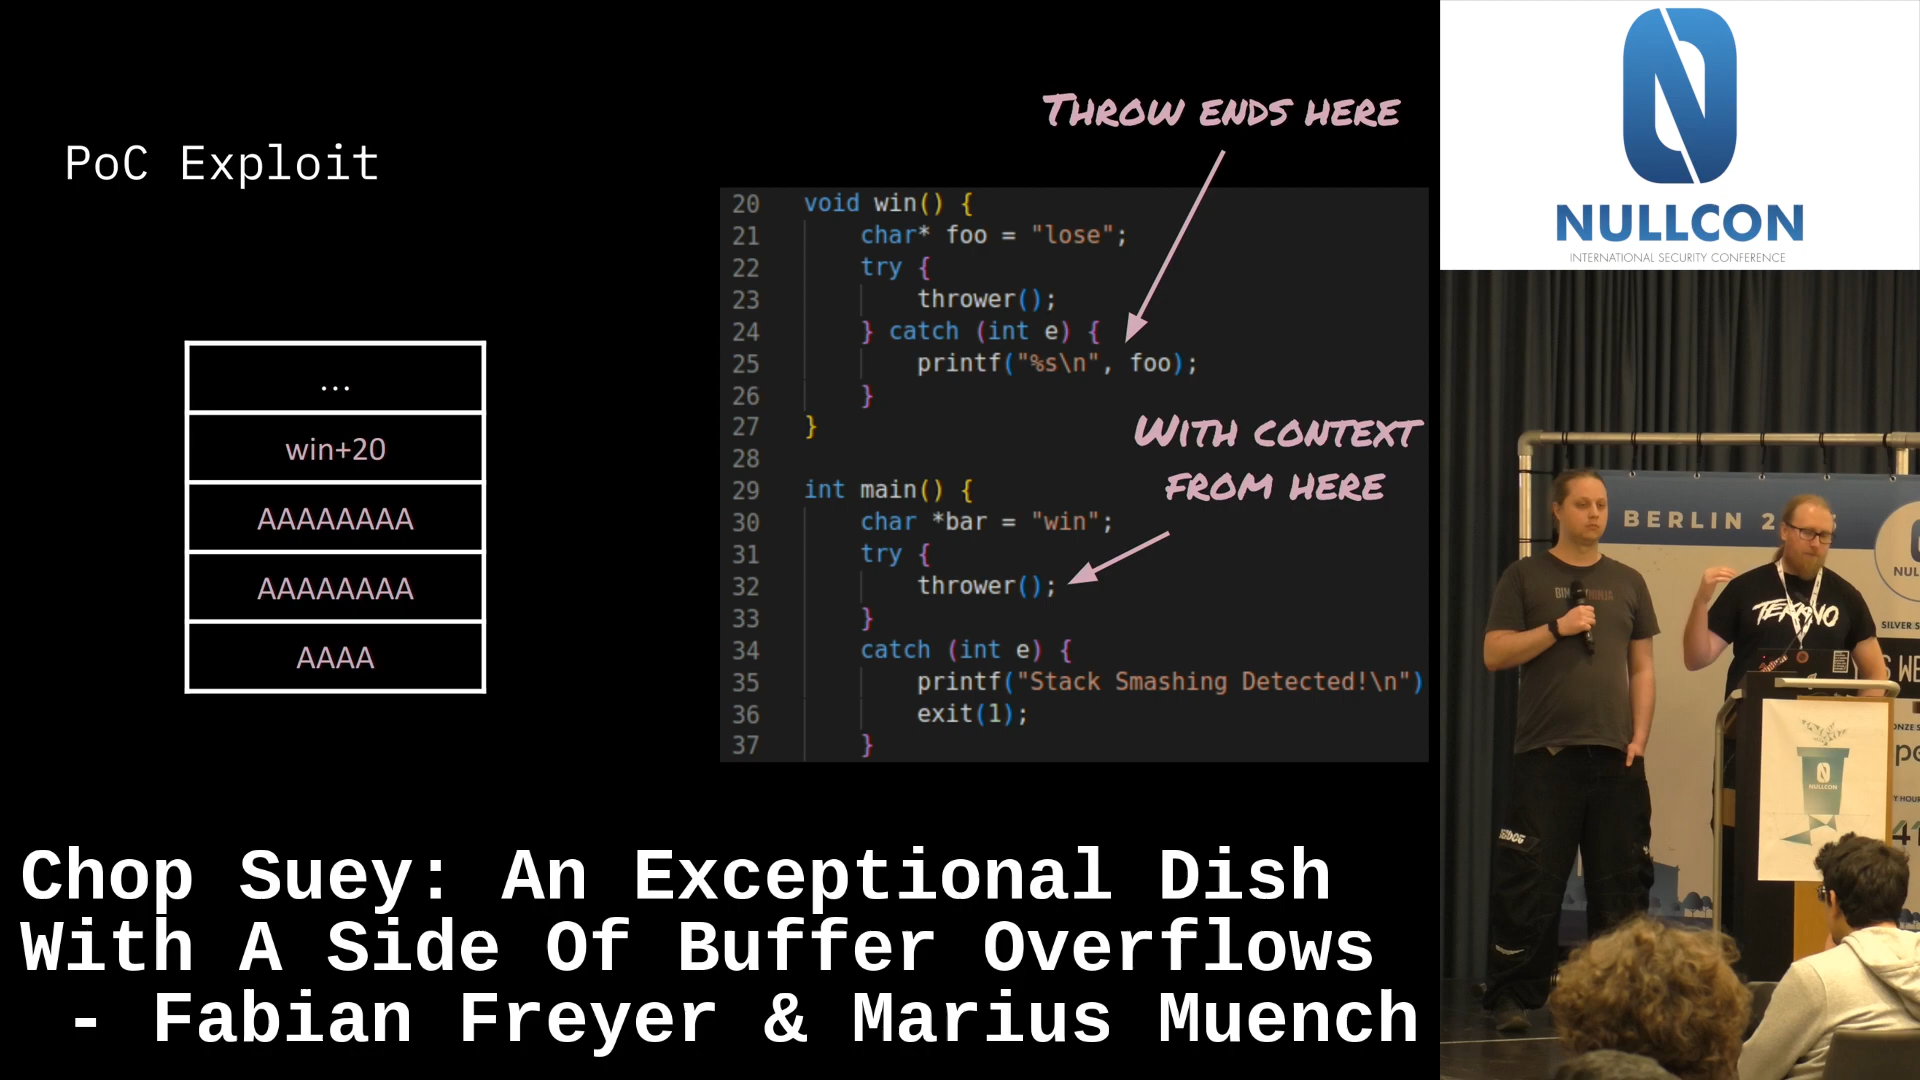 THROW ENDS HERE
PoC Exploit
...
win+20
AAAAAAAA
AAAAAAAA
AAAA
20 void win() {
21 char* foo = "lose";
22 try {
23 thrower();
24 } catch (int e) {
25 printf("%s\n", foo);
26 }
27 }
28
29 int main() {
30 char *bar = "win";
31 try {
32 thrower();
33 }
34 catch (int e) {
35 printf("Stack Smashing Detected!\n")
36 exit(1);
37 }
WITH CONTEXT
FROM HERE
Chop Suey: An Exceptional Dish
With A Side Of Buffer Overflows
- Fabian Freyer & Marius Muench
NULLCON
INTERNATIONAL SECURITY CONFERENCE
BERLIN
NULLCON